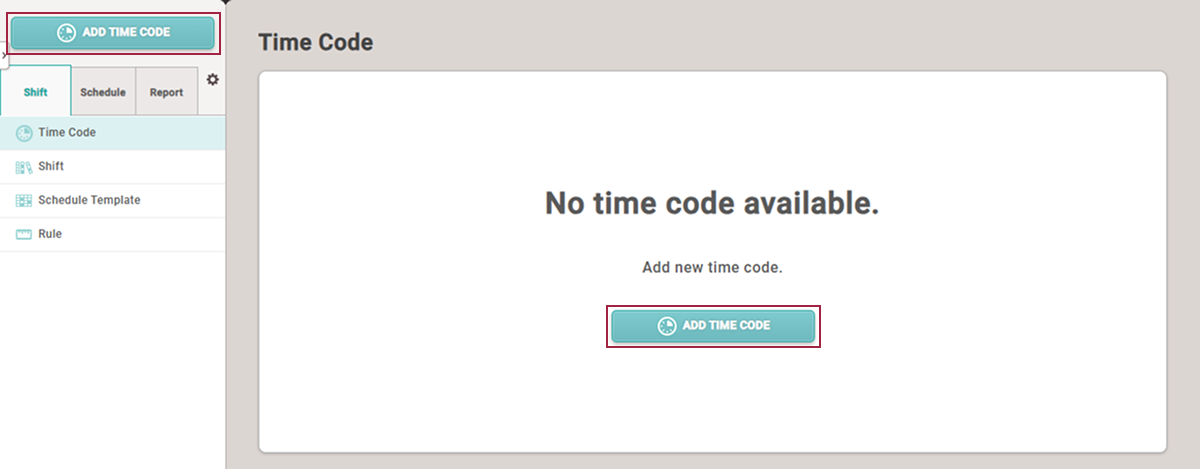 ADD TIME CODE
Shift
Schedule
Report
Time Code
Shift
Schedule Template
Rule
Time Code
No time code available.
Add new time code.
ADD TIME CODE